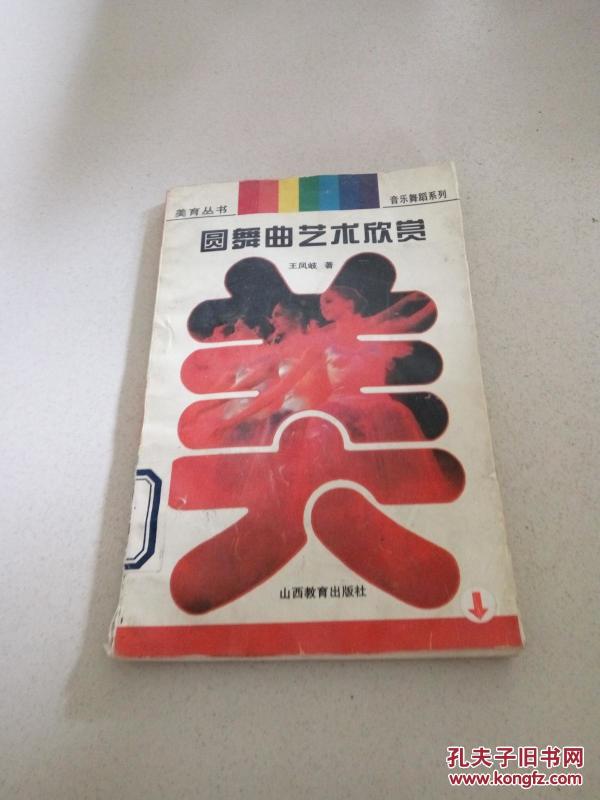 美育丛书
音乐舞蹈系列
圆舞曲艺术欣赏
王凤岐 著
美
山西教育出版社
孔夫子旧书网
www.kongfz.com